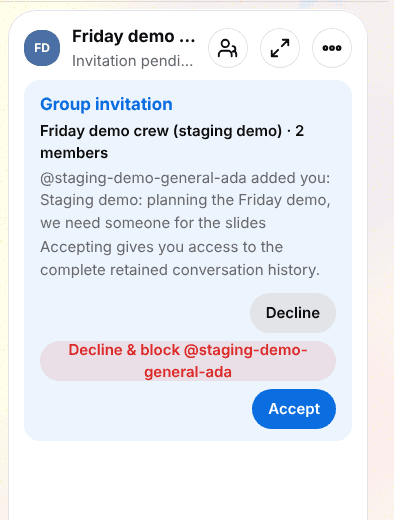 FD
Friday demo ...
Invitation pendi...
Group invitation
Friday demo crew (staging demo) · 2
members
@staging-demo-general-ada added you:
Staging demo: planning the Friday demo,
we need someone for the slides
Accepting gives you access to the
complete retained conversation history.
Decline
Decline & block @staging-demo-
general-ada
Accept